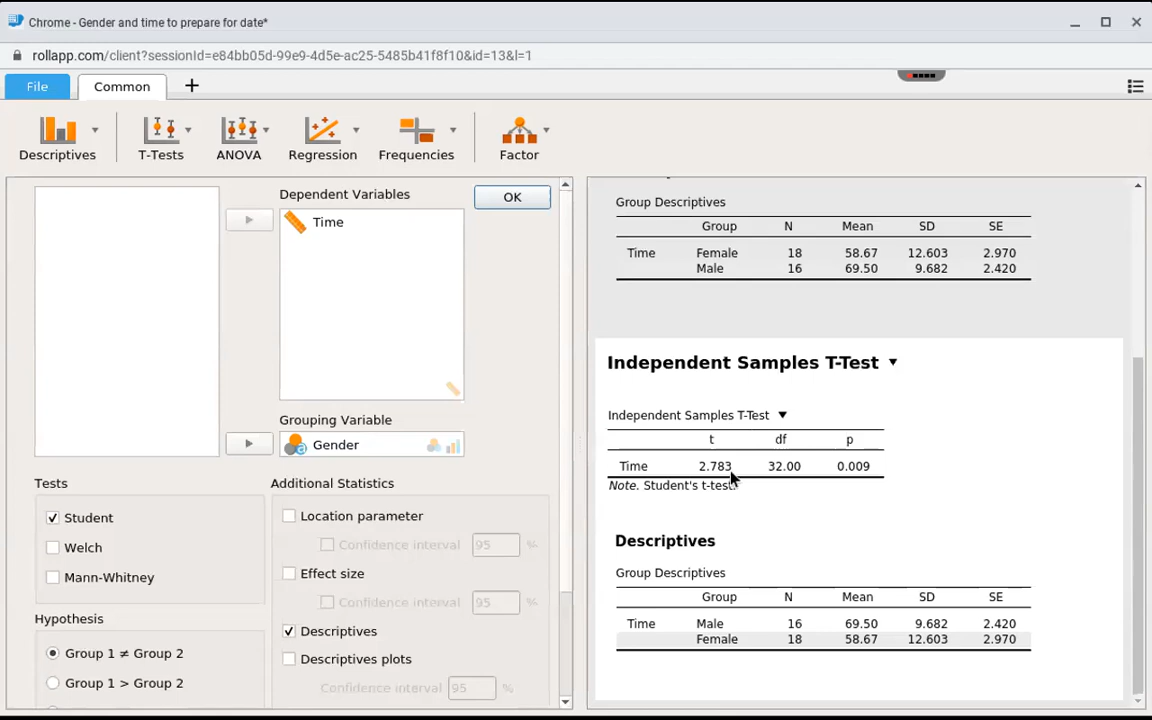 Chrome - Gender and time to prepare for date*
rollapp.com/client?sessionId=e84bb05d-99e9-4d5e-ac25-5485b41f8f10&id=13&l=1
File Common +
Descriptives T-Tests ANOVA Regression Frequencies Factor
Dependent Variables
OK
Time
Grouping Variable
Gender
Tests
Student
Welch
Mann-Whitney
Hypothesis
Group 1 ≠ Group 2
Group 1 > Group 2
Additional Statistics
Location parameter
Confidence interval 95 %
Effect size
Confidence interval 95 %
Descriptives
Descriptives plots
Confidence interval 95 %
Group Descriptives
Group N Mean SD SE
Time Female 18 58.67 12.603 2.970
Male 16 69.50 9.682 2.420
Independent Samples T-Test
Independent Samples T-Test
t df p
Time 2.783 32.00 0.009
Note. Student's t-test.
Descriptives
Group Descriptives
Group N Mean SD SE
Time Male 16 69.50 9.682 2.420
Female 18 58.67 12.603 2.970